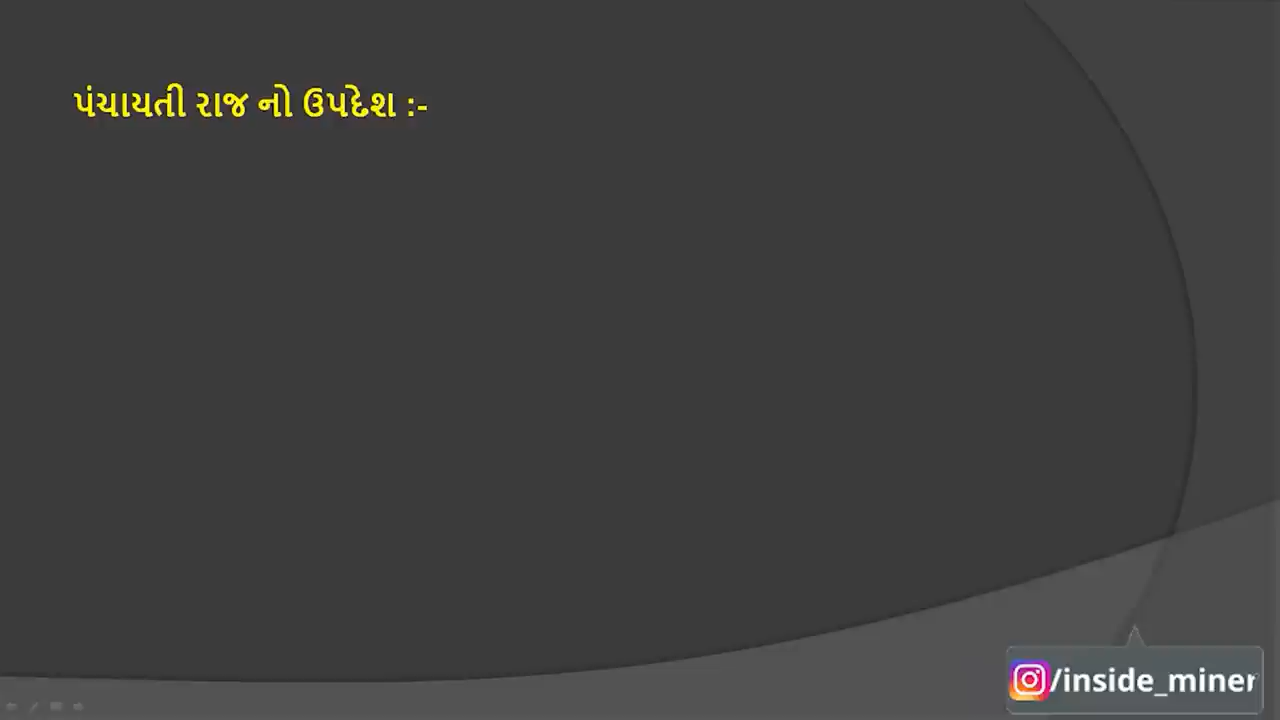 પંચાયતી રાજ નો ઉપદેશ :-
/inside_miner